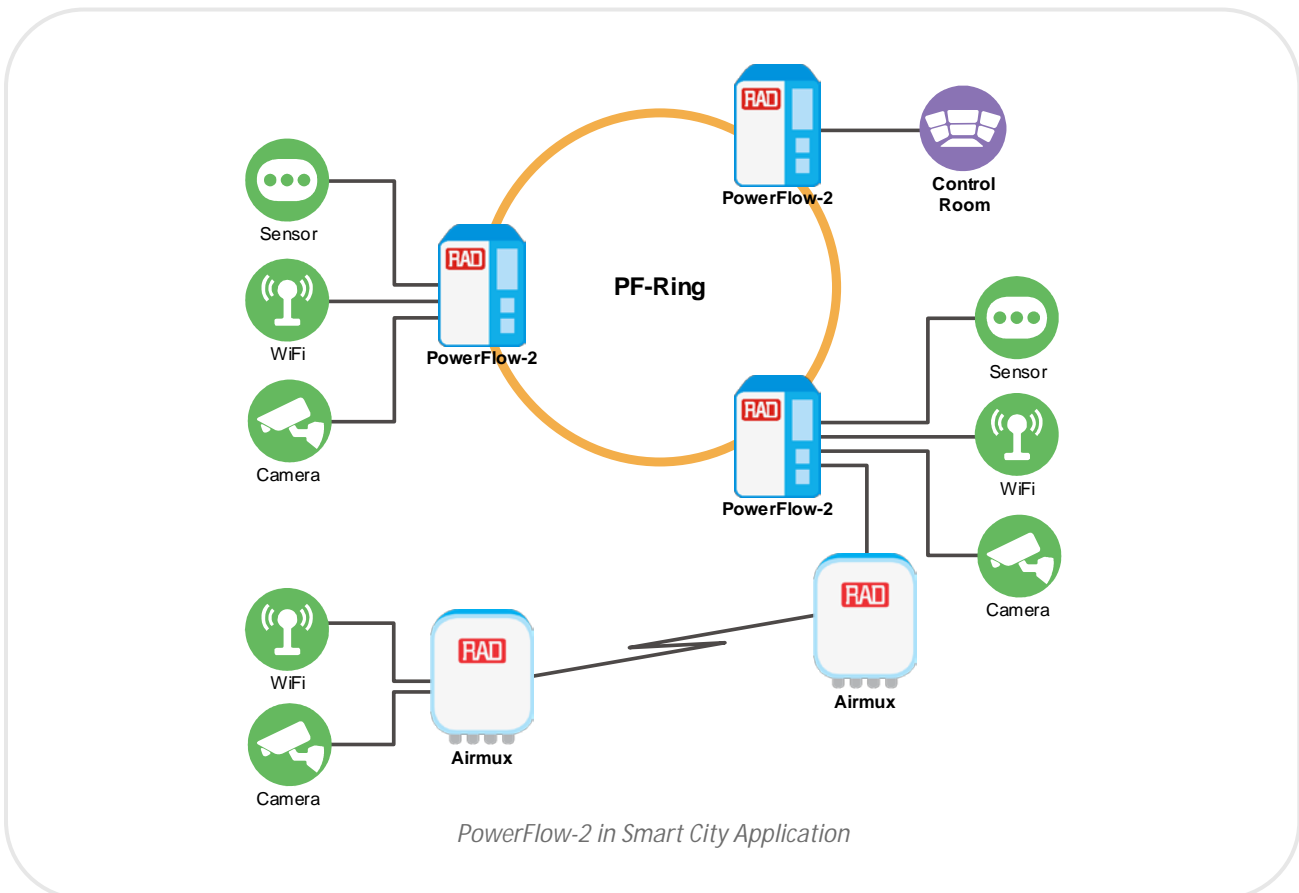 RAD
PowerFlow-2
Control
Room
Sensor
RAD
PowerFlow-2
WiFi
Camera
PF-Ring
Sensor
RAD
PowerFlow-2
WiFi
Camera
RAD
Airmux
WiFi
RAD
Airmux
Camera
PowerFlow-2 in Smart City Application